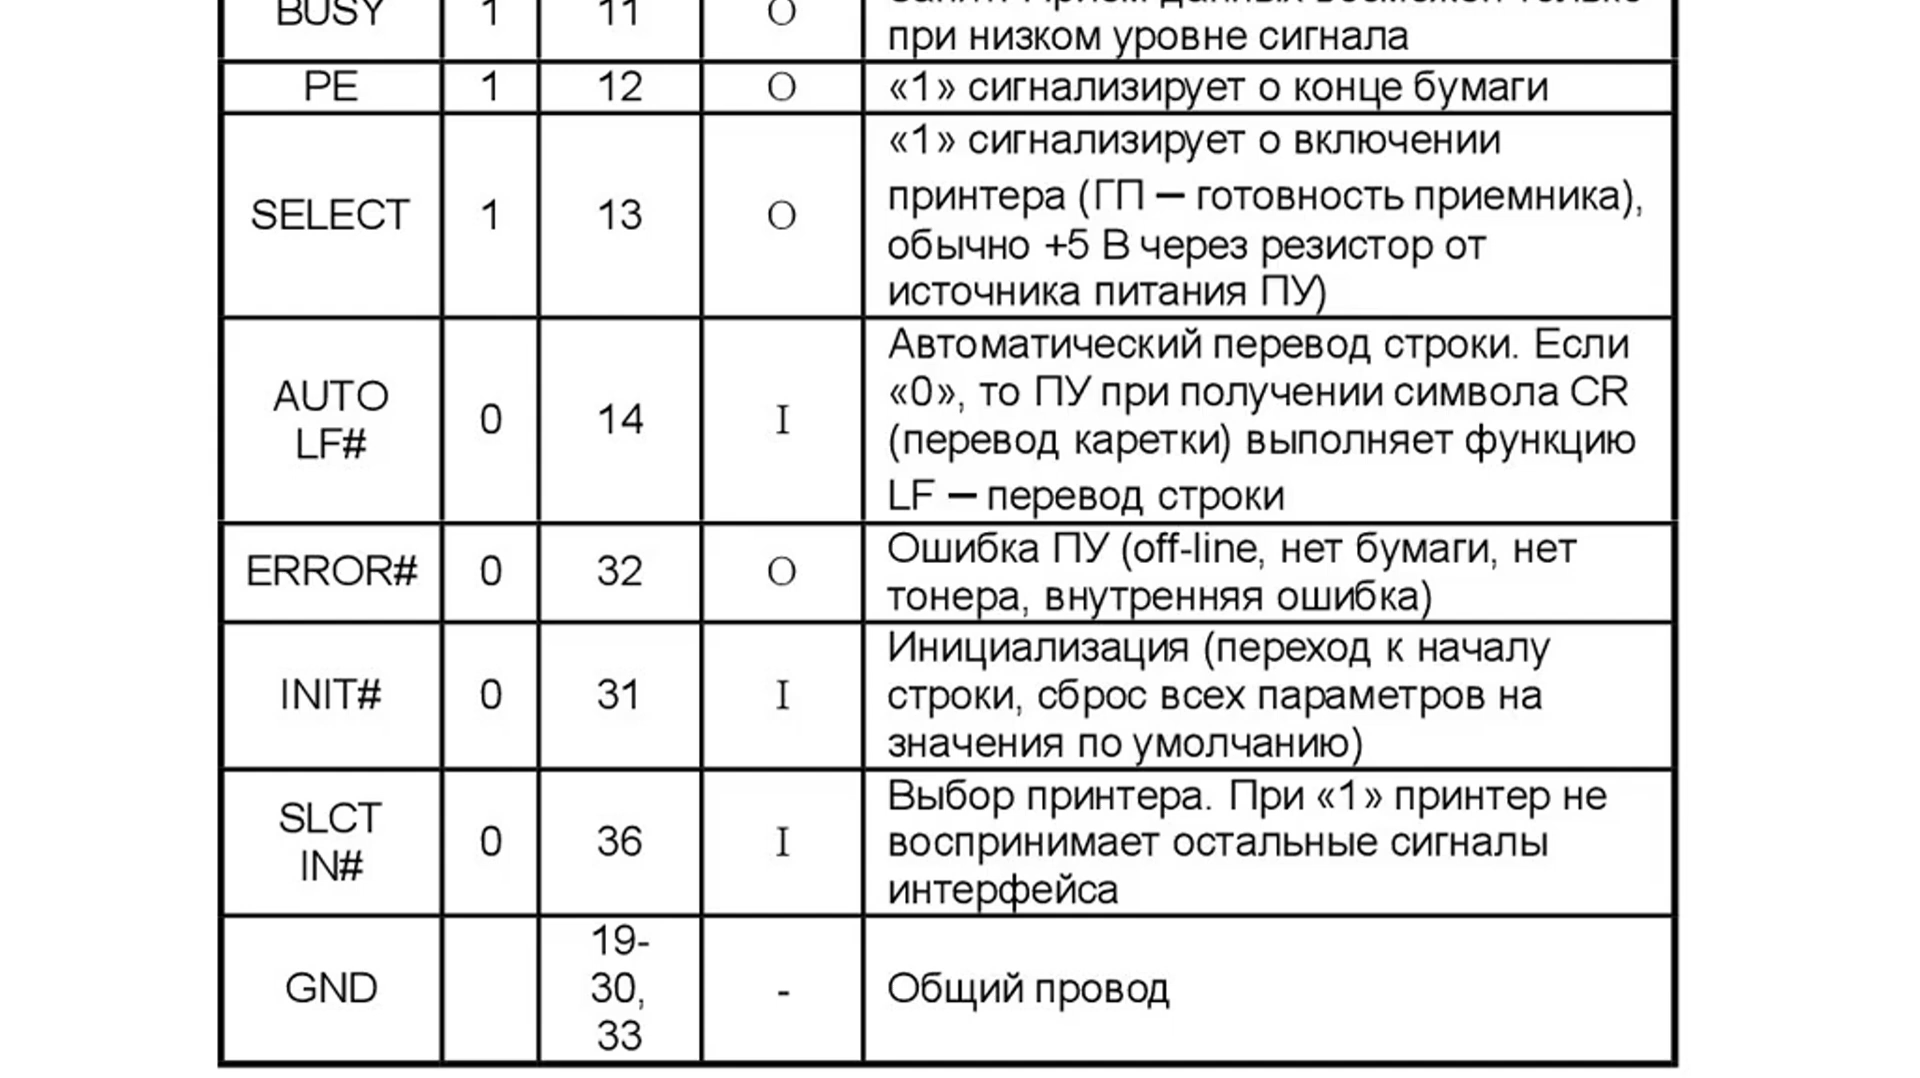 BUSY 1 11 O
при низком уровне сигнала
PE 1 12 O «1» сигнализирует о конце бумаги
SELECT 1 13 O
«1» сигнализирует о включении
принтера (ГП – готовность приемника),
обычно +5 В через резистор от
источника питания ПУ)
AUTO
LF#
0 14 I
Автоматический перевод строки. Если
«0», то ПУ при получении символа CR
(перевод каретки) выполняет функцию
LF – перевод строки
ERROR# 0 32 O
Ошибка ПУ (off-line, нет бумаги, нет
тонера, внутренняя ошибка)
INIT# 0 31 I
Инициализация (переход к началу
строки, сброс всех параметров на
значения по умолчанию)
SLCT
IN#
0 36 I
Выбор принтера. При «1» принтер не
воспринимает остальные сигналы
интерфейса
GND
19-
30,
33
-
Общий провод